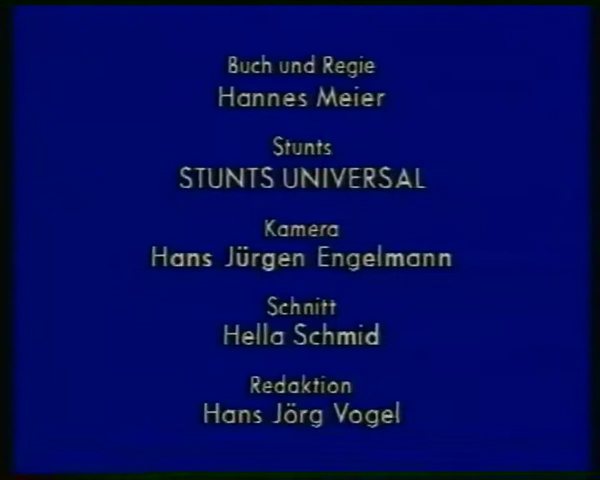 Buch und Regie
Hannes Meier
Stunts
STUNTS UNIVERSAL
Kamera
Hans Jürgen Engelmann
Schnitt
Hella Schmid
Redaktion
Hans Jörg Vogel